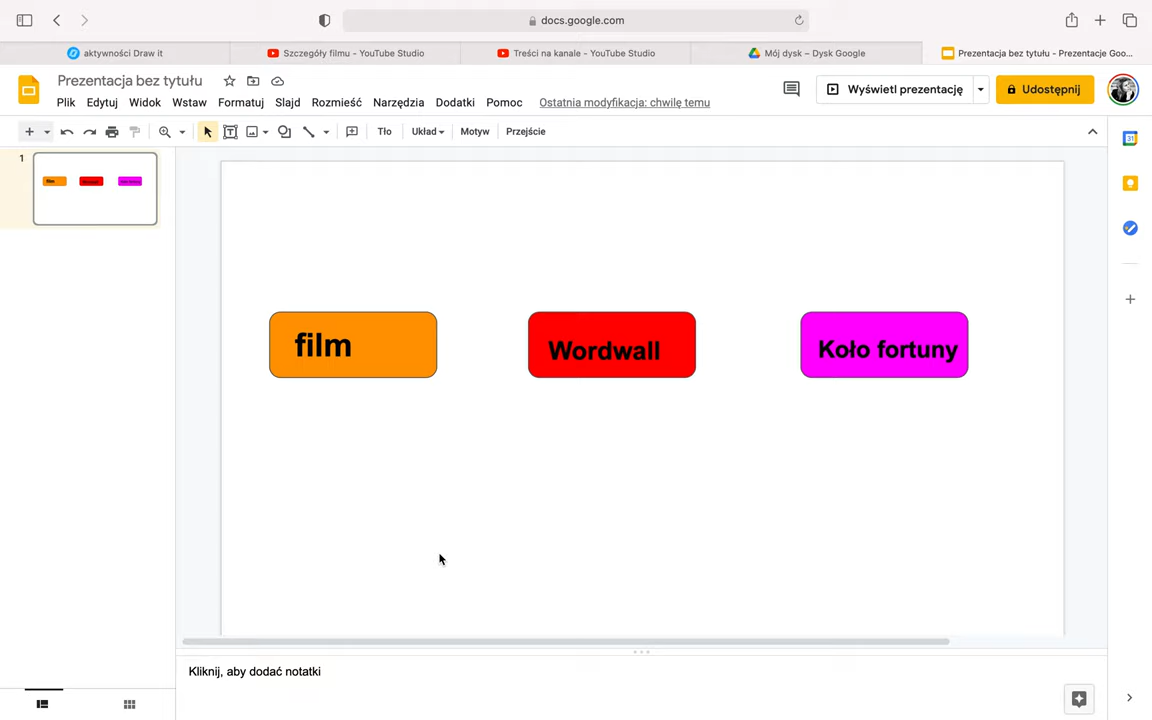 docs.google.com
aktywności Draw it
Szczegóły filmu - YouTube Studio
Treści na kanale - YouTube Studio
Mój dysk – Dysk Google
Prezentacja bez tytułu - Prezentacje Goo...
Prezentacja bez tytułu
Plik Edytuj Widok Wstaw Formatuj Slajd Rozmieść Narzędzia Dodatki Pomoc Ostatnia modyfikacja: chwilę temu
Wyświetl prezentację
Udostępnij
Tło Układ Motyw Przejście
31
1
film
Wordwall
Koło fortuny
Kliknij, aby dodać notatki